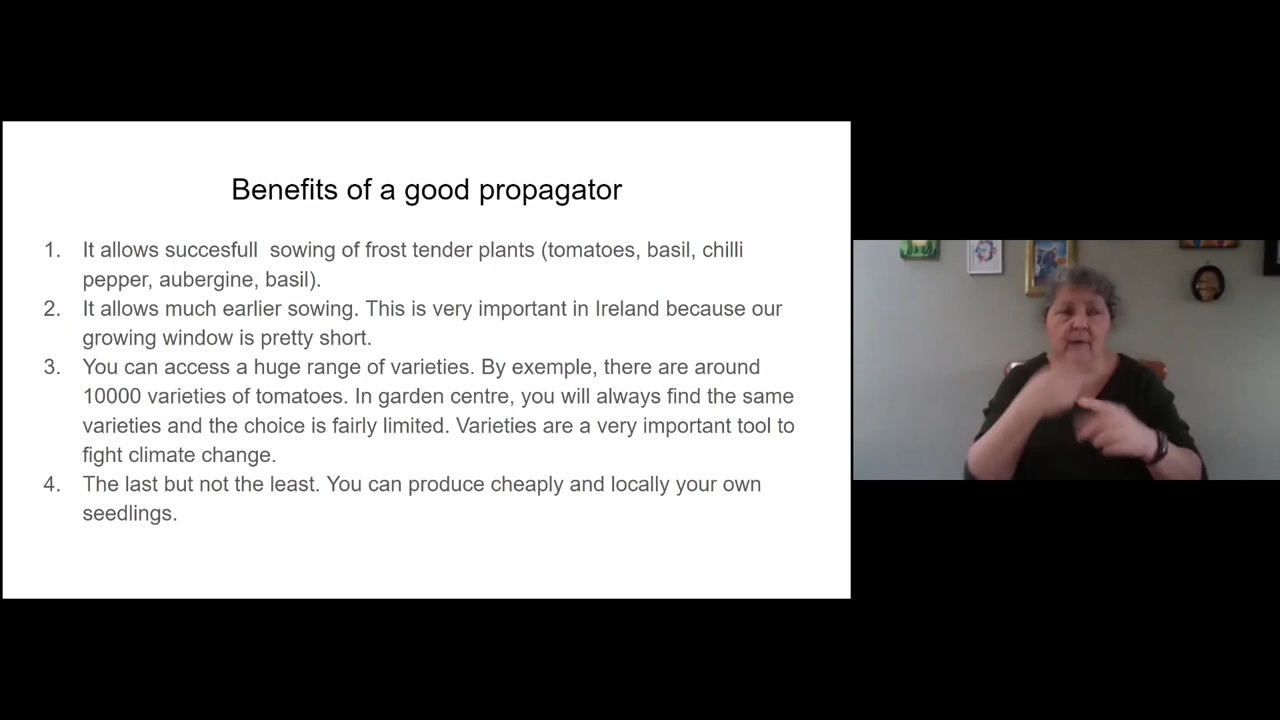 Benefits of a good propagator
1. It allows succesfull  sowing of frost tender plants (tomatoes, basil, chilli
pepper, aubergine, basil).
2. It allows much earlier sowing. This is very important in Ireland because our
growing window is pretty short.
3. You can access a huge range of varieties. By exemple, there are around
10000 varieties of tomatoes. In garden centre, you will always find the same
varieties and the choice is fairly limited. Varieties are a very important tool to
fight climate change.
4. The last but not the least. You can produce cheaply and locally your own
seedlings.